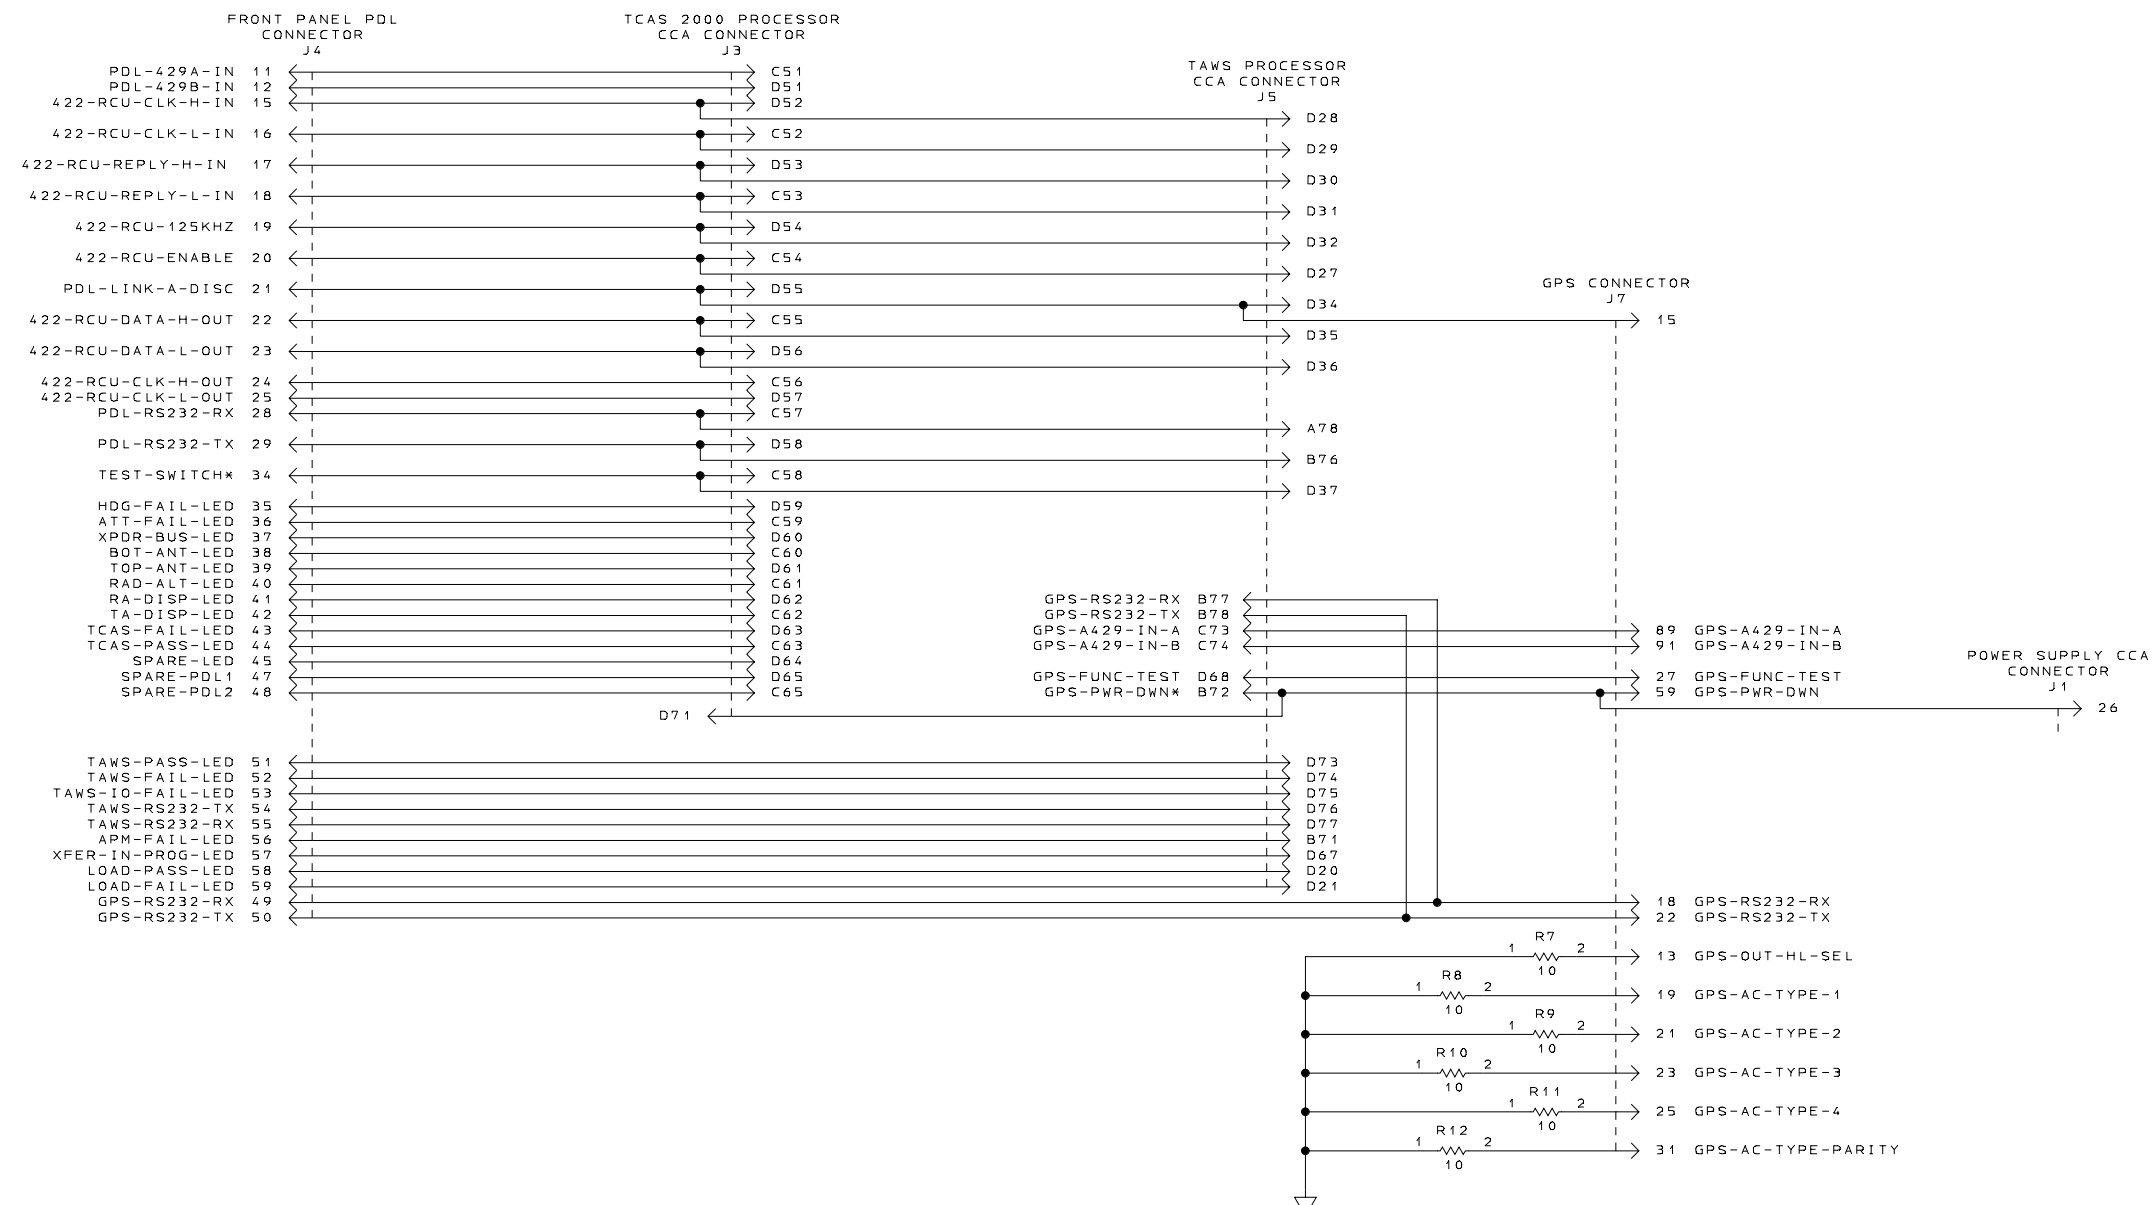 FRONT PANEL PDL
CONNECTOR
J4
TCAS 2000 PROCESSOR
CCA CONNECTOR
J3
TAWS PROCESSOR
CCA CONNECTOR
J5
PDL-429A-IN 11 C51
PDL-429B-IN 12 D51
422-RCU-CLK-H-IN 15 D52
D28
422-RCU-CLK-L-IN 16 C52
D29
422-RCU-REPLY-H-IN 17 D53
D30
422-RCU-REPLY-L-IN 18 C53
D31
422-RCU-125KHZ 19 D54
D32
422-RCU-ENABLE 20 C54
D27
GPS CONNECTOR
J7
PDL-LINK-A-DISC 21 D55
D34
422-RCU-DATA-H-OUT 22 C55 15
D35
422-RCU-DATA-L-OUT 23 D56
D36
422-RCU-CLK-H-OUT 24 C56
422-RCU-CLK-L-OUT 25 D57
PDL-RS232-RX 28 C57
A78
PDL-RS232-TX 29 D58
B76
TEST-SWITCH* 34 C58
D37
HDG-FAIL-LED 35 D59
ATT-FAIL-LED 36 C59
XPDR-BUS-LED 37 D60
BOT-ANT-LED 38 C60
TOP-ANT-LED 39 D61
RAD-ALT-LED 40 C61
RA-DISP-LED 41 D62 GPS-RS232-RX B77
TA-DISP-LED 42 C62 GPS-RS232-TX B78
TCAS-FAIL-LED 43 D63 GPS-A429-IN-A C73 89 GPS-A429-IN-A
TCAS-PASS-LED 44 C63 GPS-A429-IN-B C74 91 GPS-A429-IN-B
SPARE-LED 45 D64
SPARE-PDL1 47 D65 GPS-FUNC-TEST D68 27 GPS-FUNC-TEST
SPARE-PDL2 48 C65 GPS-PWR-DWN* B72 59 GPS-PWR-DWN
POWER SUPPLY CCA
CONNECTOR
J1
26
D71
TAWS-PASS-LED 51 D73
TAWS-FAIL-LED 52 D74
TAWS-IO-FAIL-LED 53 D75
TAWS-RS232-TX 54 D76
TAWS-RS232-RX 55 D77
APM-FAIL-LED 56 B71
XFER-IN-PROG-LED 57 D67
LOAD-PASS-LED 58 D20
LOAD-FAIL-LED 59 D21
GPS-RS232-RX 49 18 GPS-RS232-RX
GPS-RS232-TX 50 22 GPS-RS232-TX
R7
1 2
13 GPS-OUT-HL-SEL
10
R8
1 2
19 GPS-AC-TYPE-1
10
R9
1 2
21 GPS-AC-TYPE-2
10
R10
1 2
23 GPS-AC-TYPE-3
10
R11
1 2
25 GPS-AC-TYPE-4
10
R12
1 2
31 GPS-AC-TYPE-PARITY
10